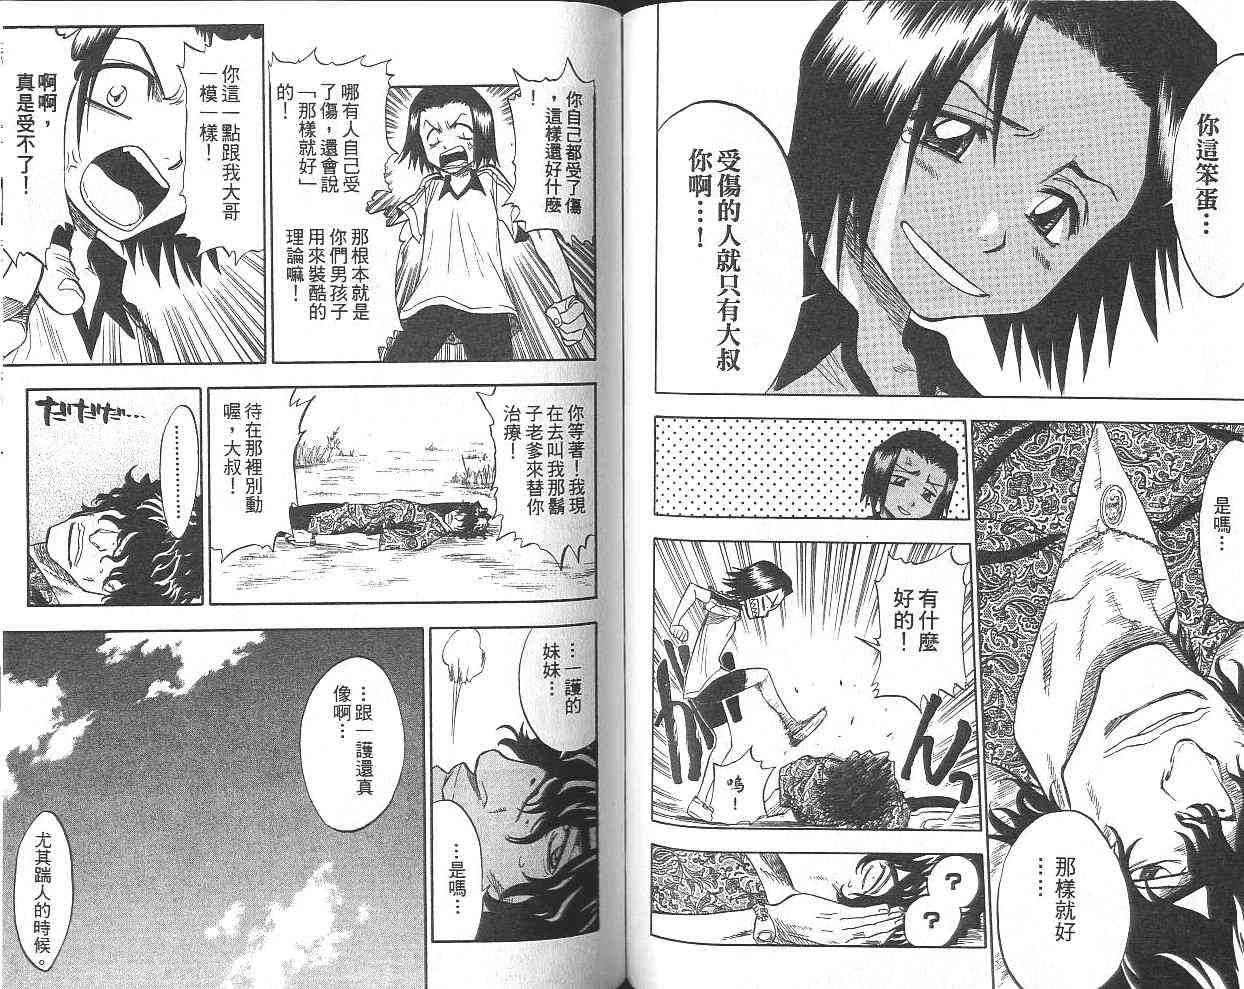 你這笨蛋…
受傷的人就只有大叔
你啊…！
是嗎…
那樣就好
……
有什麼
好的！
嗚！
んっ
？
？
你自己都受了傷
，這樣還好什麼
！
哪有人自己受
了傷，還會說
「那樣就好」
的！
那根本就是
你們男孩子
用來裝酷的
理論嘛！
你這一點跟我大哥
一模一樣！
啊啊，
真是受不了！
你等著！我現
在去叫我那鬍
子老爹來替你
治療！
待在那裡別動
喔，大叔！
…………
だだだ…
…一護的
妹妹…
…是嗎…
…跟一護還真
像啊…
尤其踹人的時候。